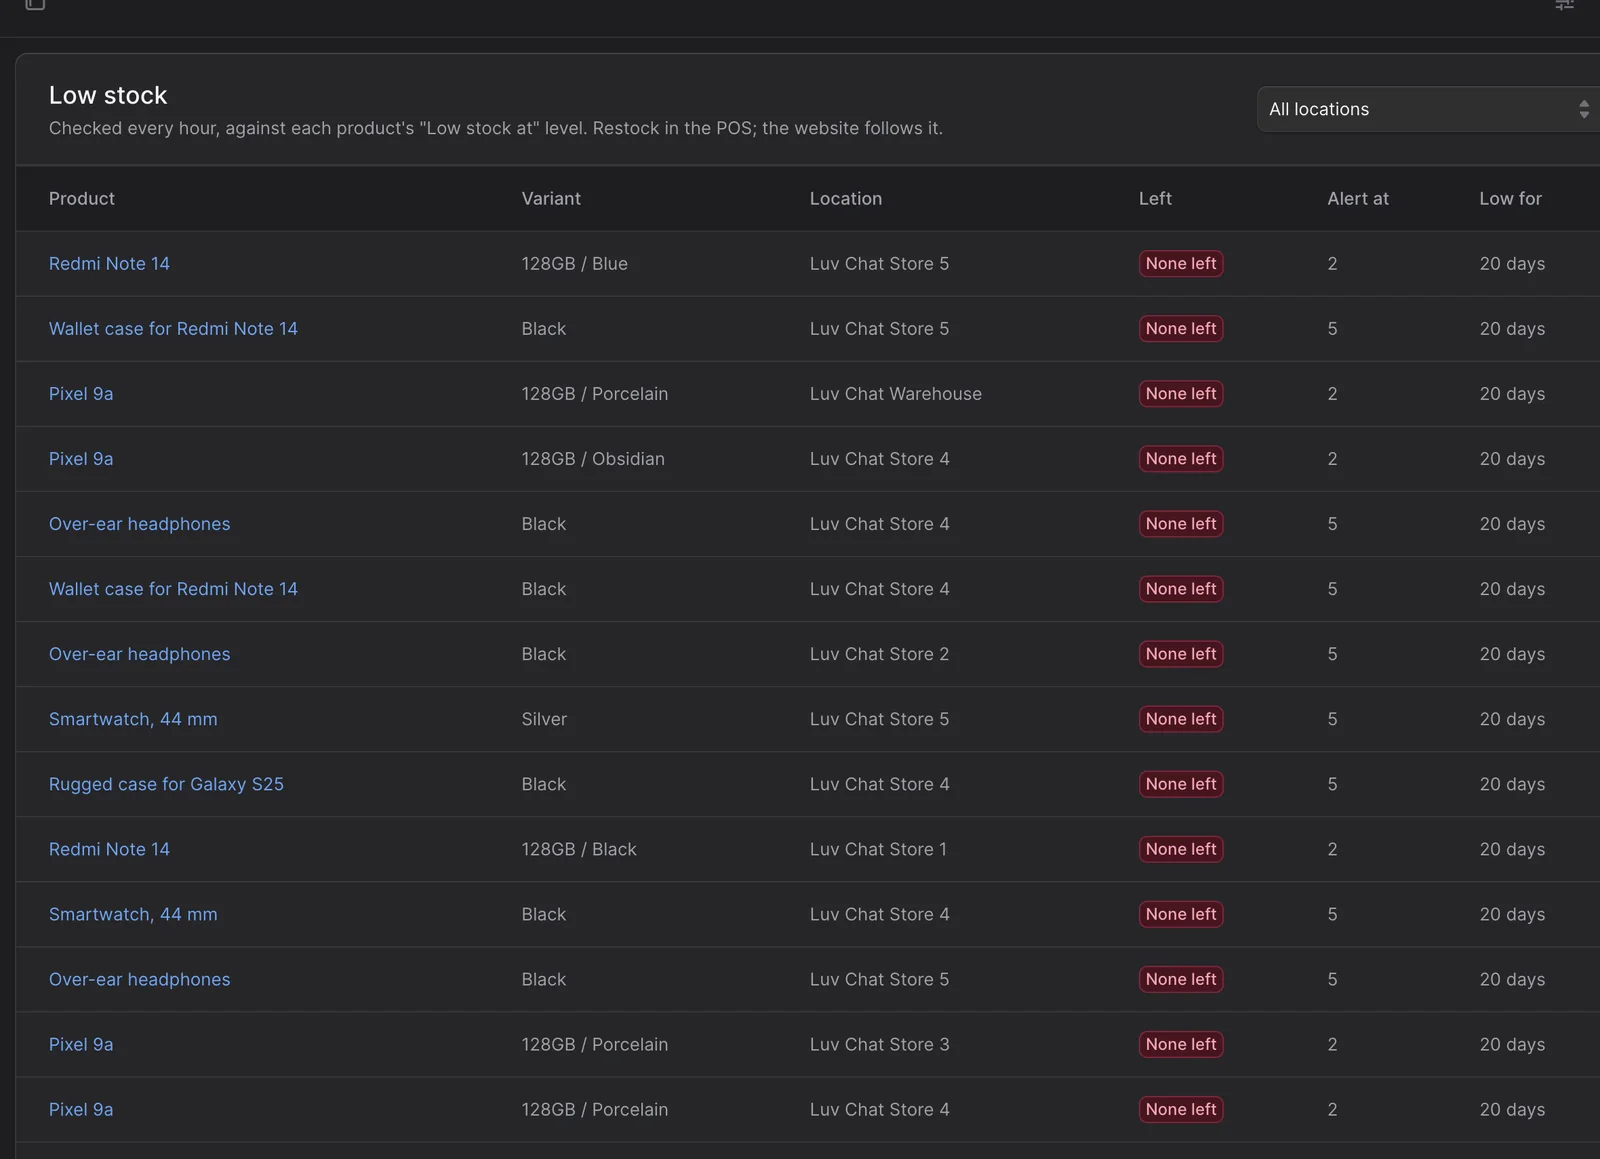 Low stock
Checked every hour, against each product's "Low stock at" level. Restock in the POS; the website follows it.
All locations
Product Variant Location Left Alert at Low for
Redmi Note 14 128GB / Blue Luv Chat Store 5 None left 2 20 days
Wallet case for Redmi Note 14 Black Luv Chat Store 5 None left 5 20 days
Pixel 9a 128GB / Porcelain Luv Chat Warehouse None left 2 20 days
Pixel 9a 128GB / Obsidian Luv Chat Store 4 None left 2 20 days
Over-ear headphones Black Luv Chat Store 4 None left 5 20 days
Wallet case for Redmi Note 14 Black Luv Chat Store 4 None left 5 20 days
Over-ear headphones Black Luv Chat Store 2 None left 5 20 days
Smartwatch, 44 mm Silver Luv Chat Store 5 None left 5 20 days
Rugged case for Galaxy S25 Black Luv Chat Store 4 None left 5 20 days
Redmi Note 14 128GB / Black Luv Chat Store 1 None left 2 20 days
Smartwatch, 44 mm Black Luv Chat Store 4 None left 5 20 days
Over-ear headphones Black Luv Chat Store 5 None left 5 20 days
Pixel 9a 128GB / Porcelain Luv Chat Store 3 None left 2 20 days
Pixel 9a 128GB / Porcelain Luv Chat Store 4 None left 2 20 days